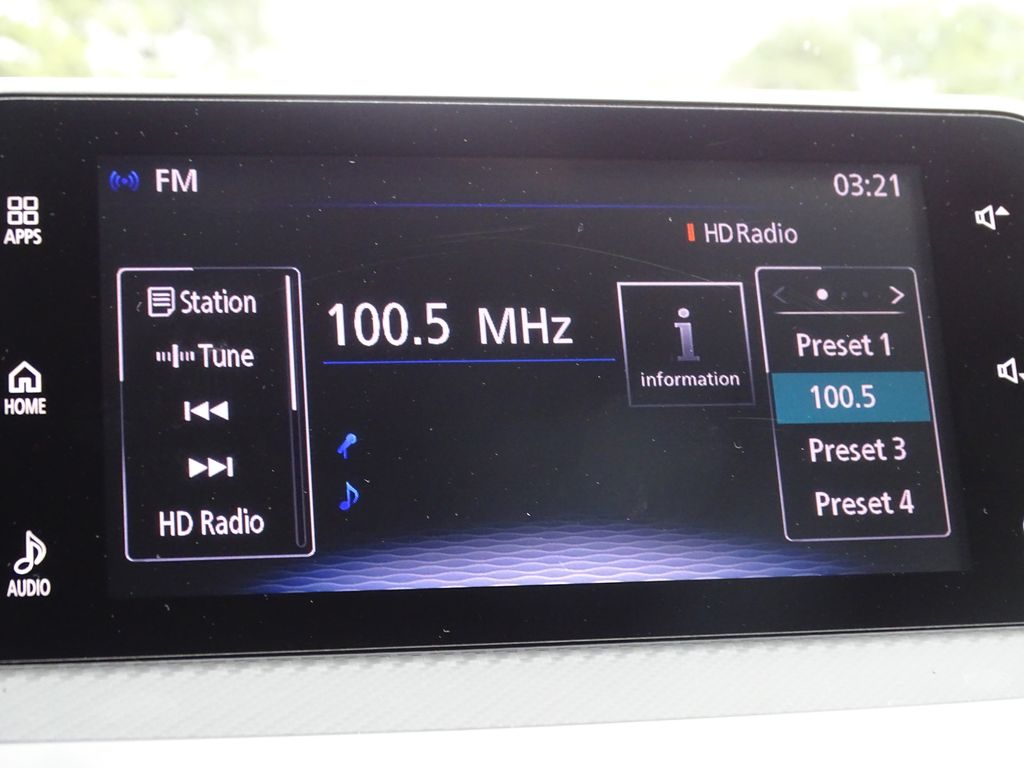 FM
03:21
APPS
HD Radio
Station
Tune
HD Radio
100.5 MHz
information
Preset 1
100.5
Preset 3
Preset 4
HOME
AUDIO